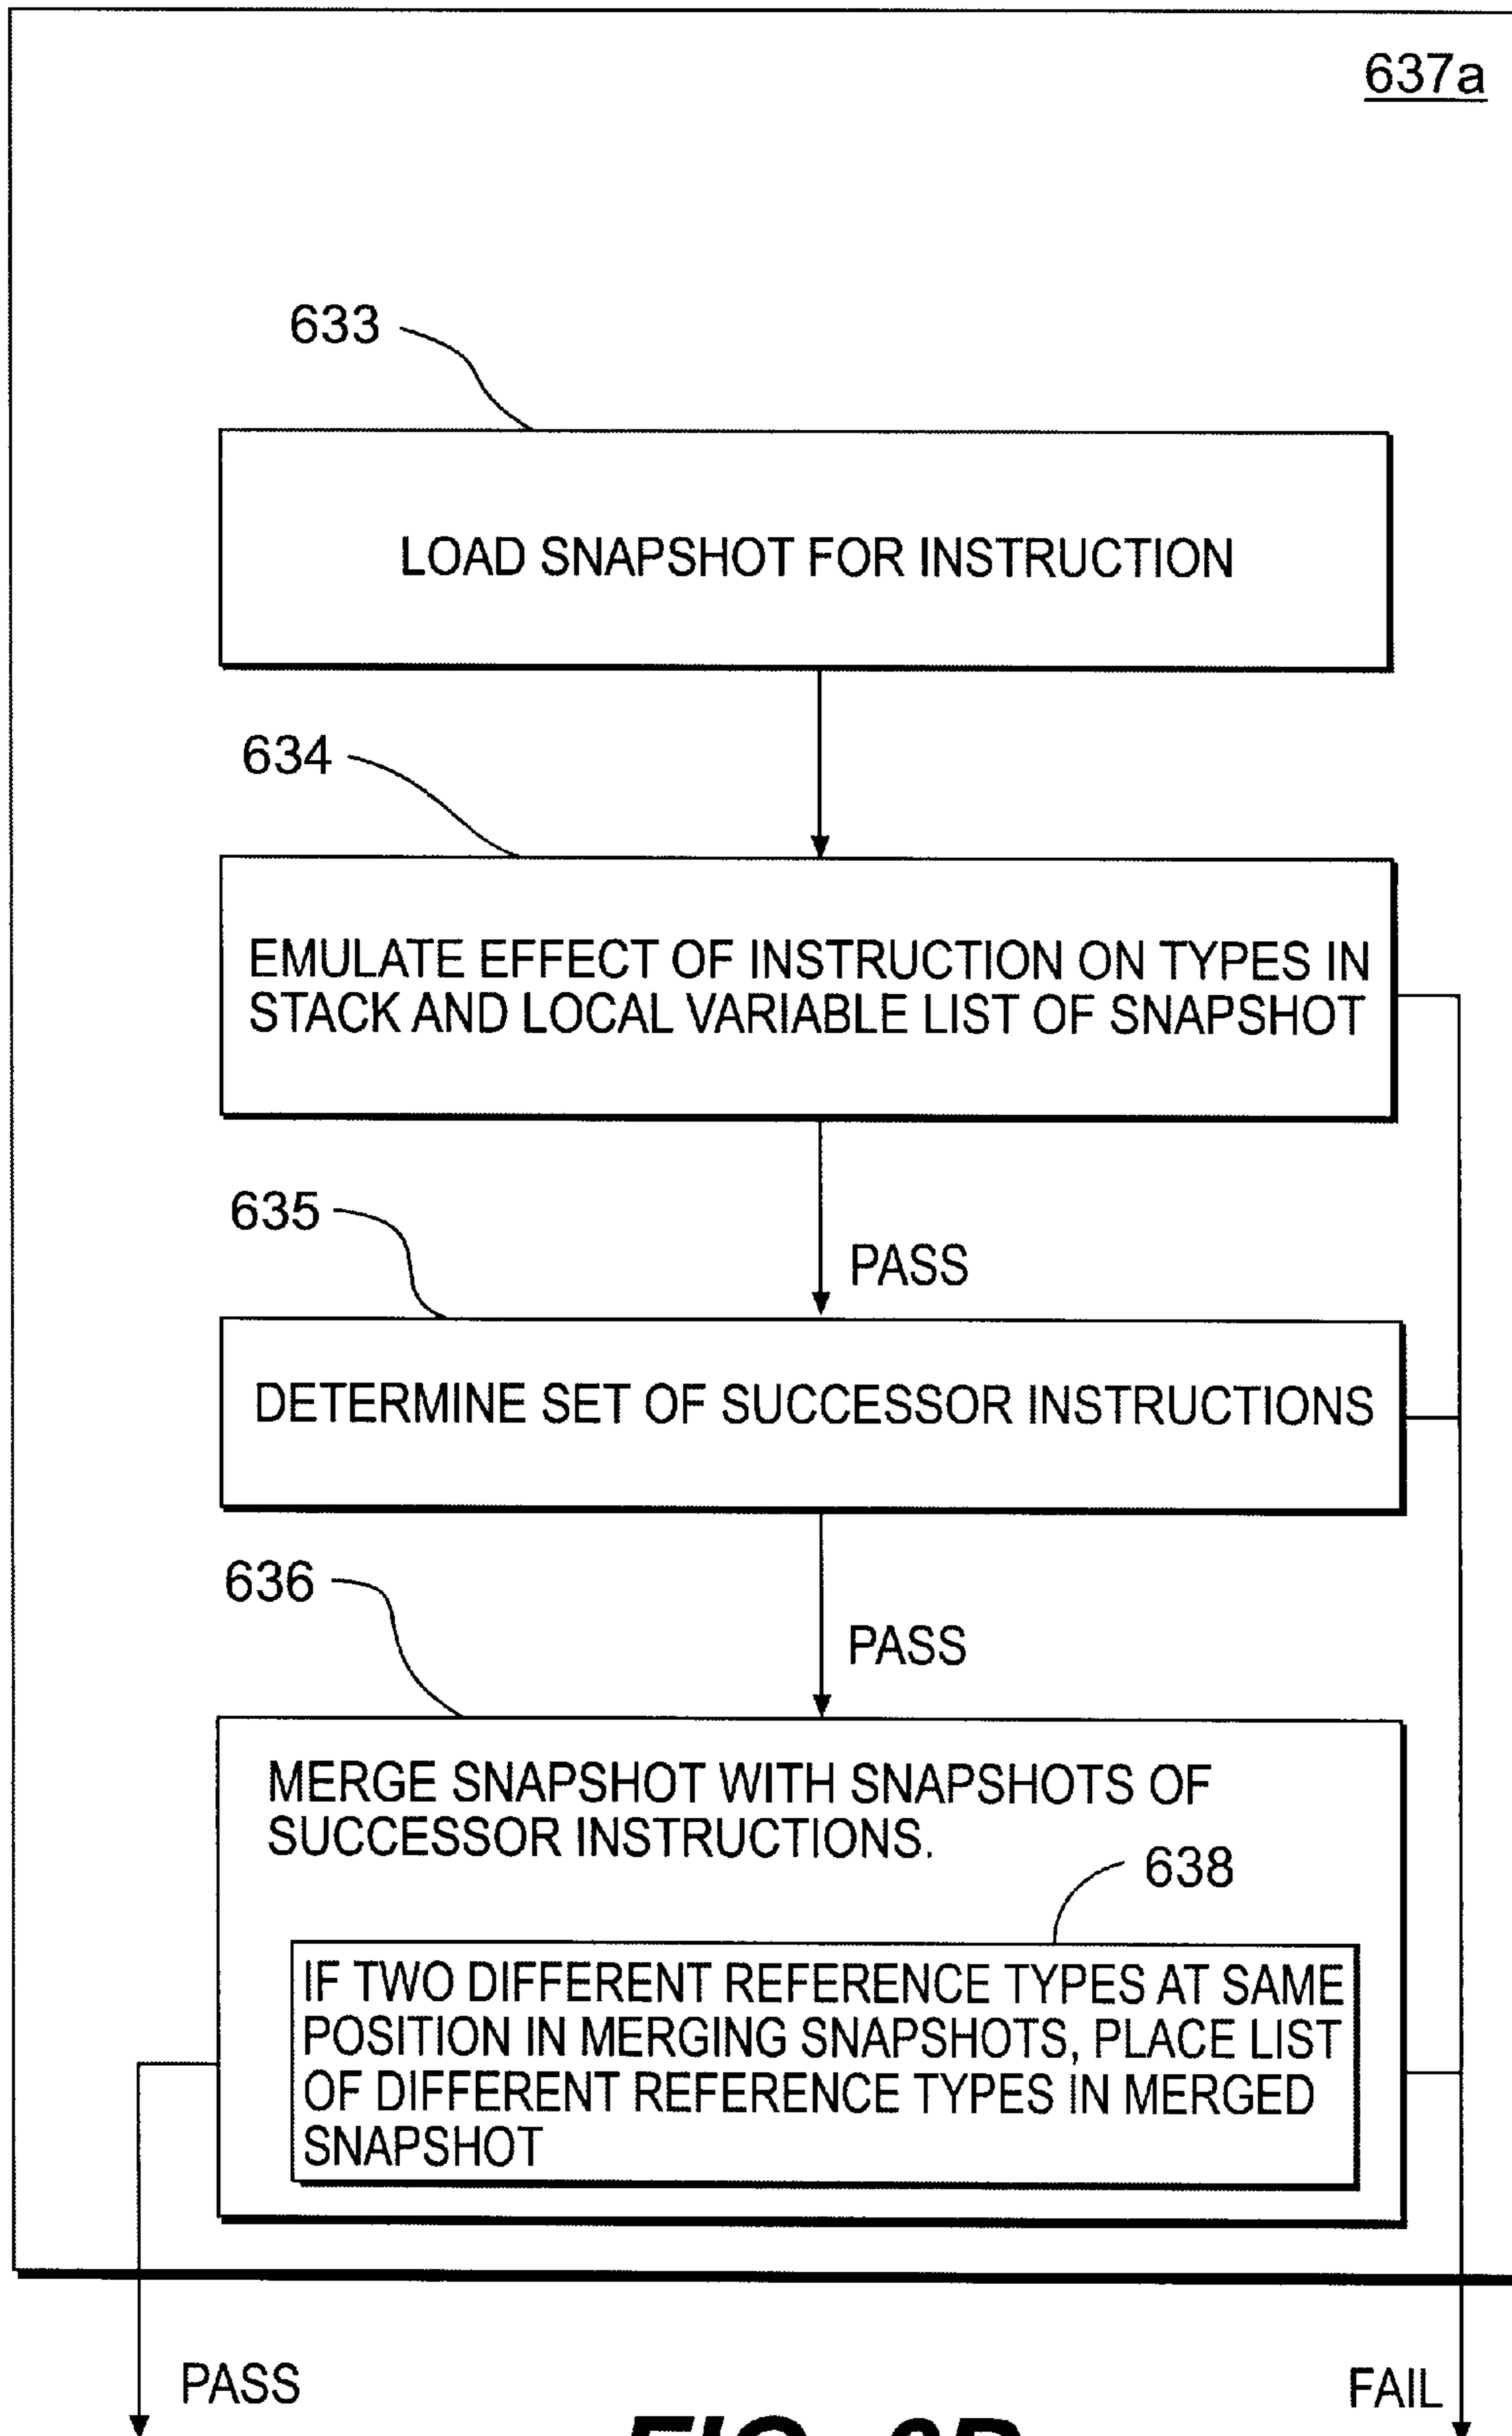 637a
633
LOAD SNAPSHOT FOR INSTRUCTION
634
EMULATE EFFECT OF INSTRUCTION ON TYPES IN
STACK AND LOCAL VARIABLE LIST OF SNAPSHOT
635
PASS
DETERMINE SET OF SUCCESSOR INSTRUCTIONS
636
PASS
MERGE SNAPSHOT WITH SNAPSHOTS OF
SUCCESSOR INSTRUCTIONS.
638
IF TWO DIFFERENT REFERENCE TYPES AT SAME
POSITION IN MERGING SNAPSHOTS, PLACE LIST
OF DIFFERENT REFERENCE TYPES IN MERGED
SNAPSHOT
PASS
FAIL
FIG.